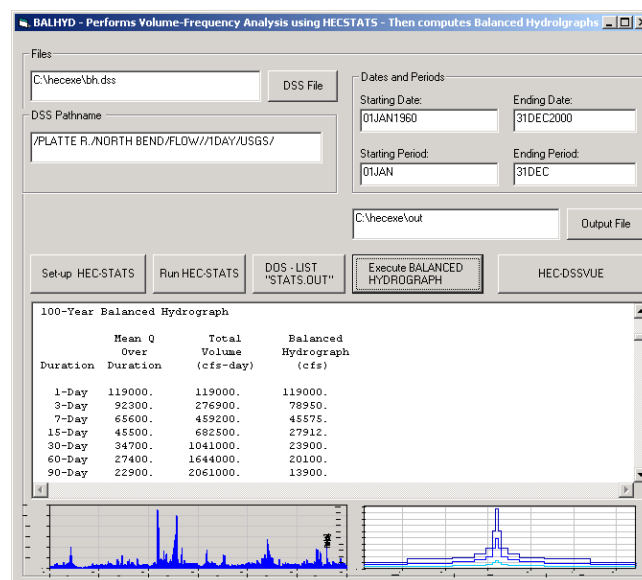 BALHYD - Performs Volume-Frequency Analysis using HECSTATS - Then computes Balanced Hydrolgraphs
Files
C:\hecexe\bh.dss
DSS File
DSS Pathname
/PLATTE R./NORTH BEND/FLOW//1DAY/USGS/
Dates and Periods
Starting Date:
Ending Date:
01JAN1960
31DEC2000
Starting Period:
Ending Period:
01JAN
31DEC
C:\hecexe\out
Output File
Set-up HEC-STATS
Run HEC-STATS
DOS - LIST
"STATS.OUT"
Execute BALANCED
HYDROGRAPH
HEC-DSSVUE
100-Year Balanced Hydrograph
Mean Q Total Balanced
Over Volume Hydrograph
Duration Duration (cfs-day) (cfs)
1-Day 119000. 119000. 119000.
3-Day 92300. 276900. 78950.
7-Day 65600. 459200. 45575.
15-Day 45500. 682500. 27912.
30-Day 34700. 1041000. 23900.
60-Day 27400. 1644000. 20100.
90-Day 22900. 2061000. 13900.